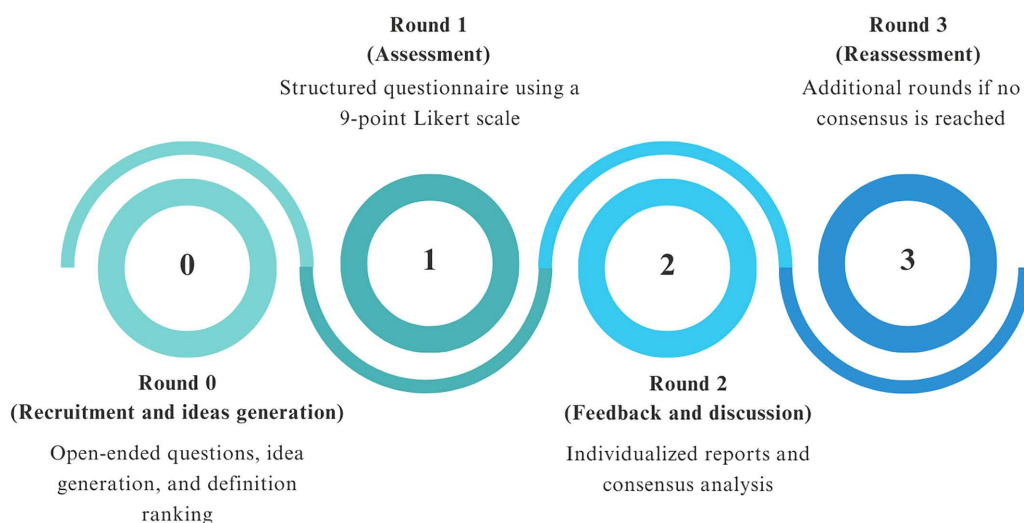 Round 1
(Assessment)
Structured questionnaire using a
9-point Likert scale
Round 3
(Reassessment)
Additional rounds if no
consensus is reached
0
1
2
3
Round 0
(Recruitment and ideas generation)
Open-ended questions, idea
generation, and definition
ranking
Round 2
(Feedback and discussion)
Individualized reports and
consensus analysis